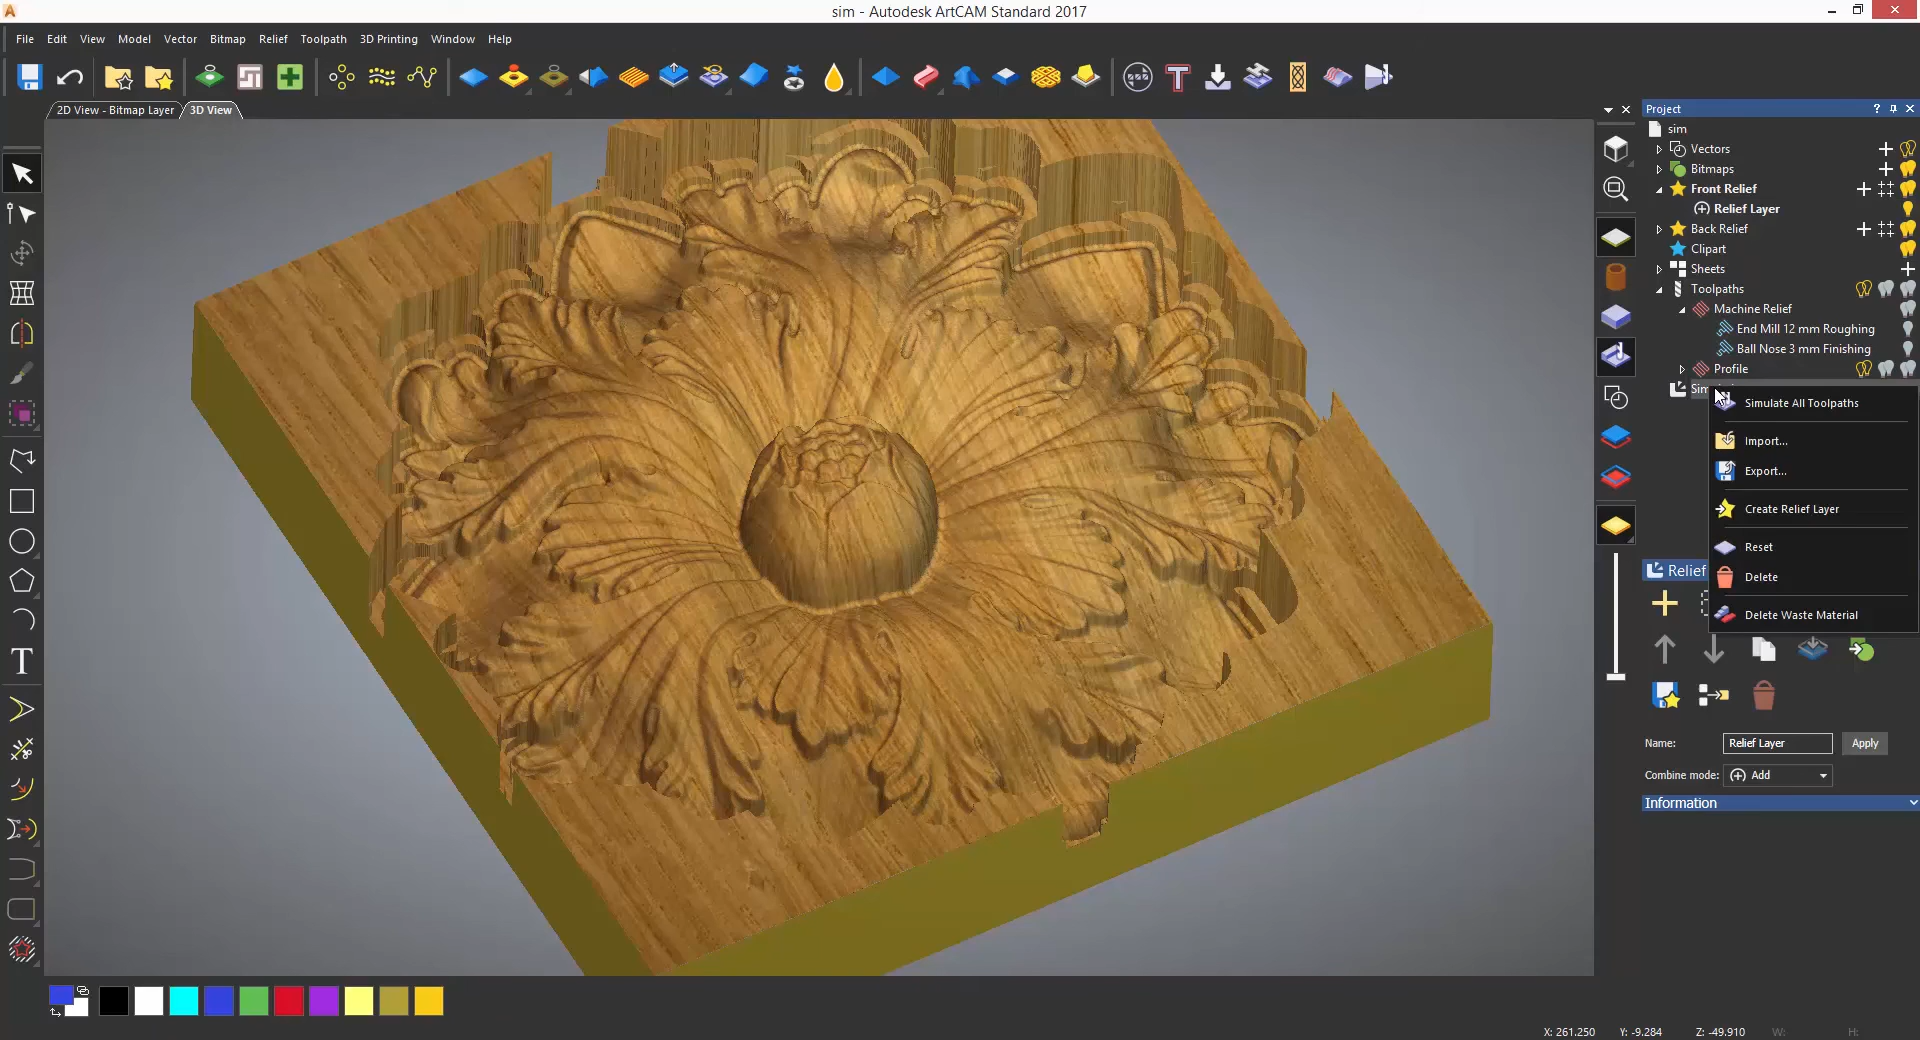 sim - Autodesk ArtCAM Standard 2017
File Edit View Model Vector Bitmap Relief Toolpath 3D Printing Window Help
2D View - Bitmap Layer 3D View
Project
sim
Vectors
Bitmaps
Front Relief
Relief Layer
Back Relief
Clipart
Sheets
Toolpaths
Machine Relief
End Mill 12 mm Roughing
Ball Nose 3 mm Finishing
Profile
Simulate All Toolpaths
Import...
Export...
Create Relief Layer
Reset
Delete
Delete Waste Material
Relief
Name: Relief Layer Apply
Combine mode: Add
Information
X: 261.250 Y: -9.284 Z: -49.910 W: H: